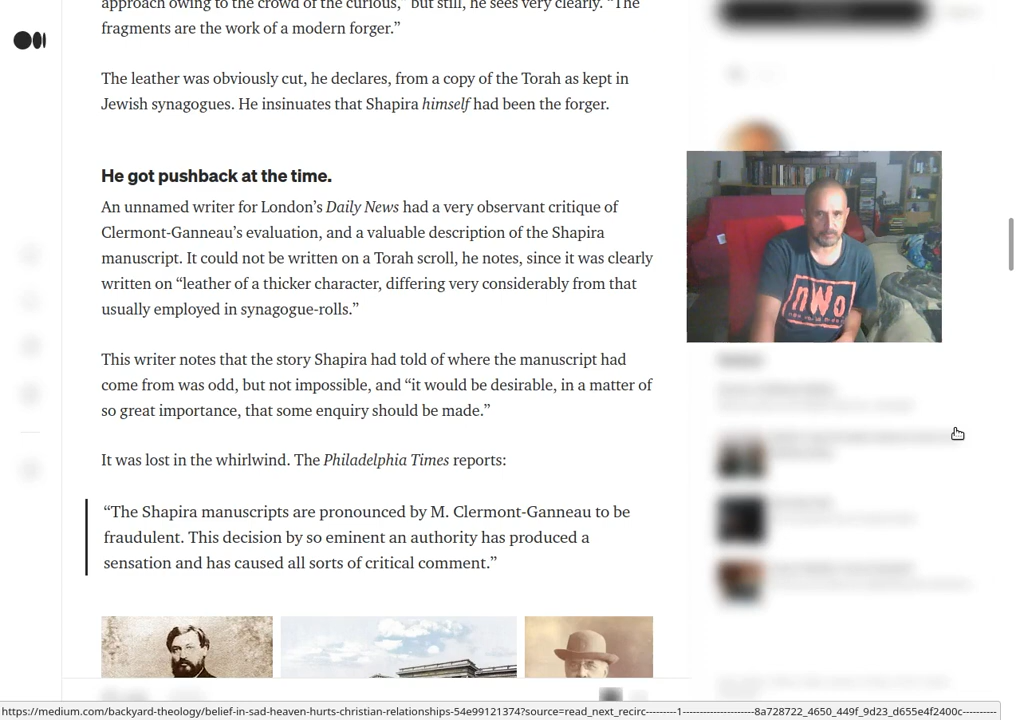 approach owing to the crowd of the curious,” but still, he sees very clearly. “The
fragments are the work of a modern forger.”
The leather was obviously cut, he declares, from a copy of the Torah as kept in
Jewish synagogues. He insinuates that Shapira himself had been the forger.
He got pushback at the time.
An unnamed writer for London’s Daily News had a very observant critique of
Clermont-Ganneau’s evaluation, and a valuable description of the Shapira
manuscript. It could not be written on a Torah scroll, he notes, since it was clearly
written on “leather of a thicker character, differing very considerably from that
usually employed in synagogue-rolls.”
This writer notes that the story Shapira had told of where the manuscript had
come from was odd, but not impossible, and “it would be desirable, in a matter of
so great importance, that some enquiry should be made.”
It was lost in the whirlwind. The Philadelphia Times reports:
“The Shapira manuscripts are pronounced by M. Clermont-Ganneau to be
fraudulent. This decision by so eminent an authority has produced a
sensation and has caused all sorts of critical comment.”
nWo
https://medium.com/backyard-theology/belief-in-sad-heaven-hurts-christian-relationships-54e99121374?source=read_next_recirc---------1---------------------8a728722_4650_449f_9d23_d655e4f2400c----------